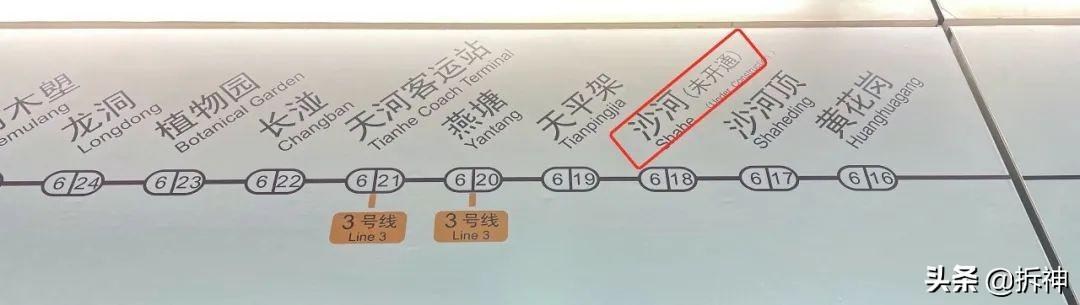 木塱
emulang
龙洞
Longdong
植物园
Botanical Garden
长湴
Changban
天河客运站
Tianhe Coach Terminal
燕塘
Yantang
天平架
Tianpingjia
沙河(未开通)
Shahe (Under
沙河顶
Shaheding
黄花岗
Huanghuagang
6|24
6|23
6|22
6|21
6|20
6|19
6|18
6|17
6|16
3号线
Line 3
3号线
Line 3
头条 @拆神